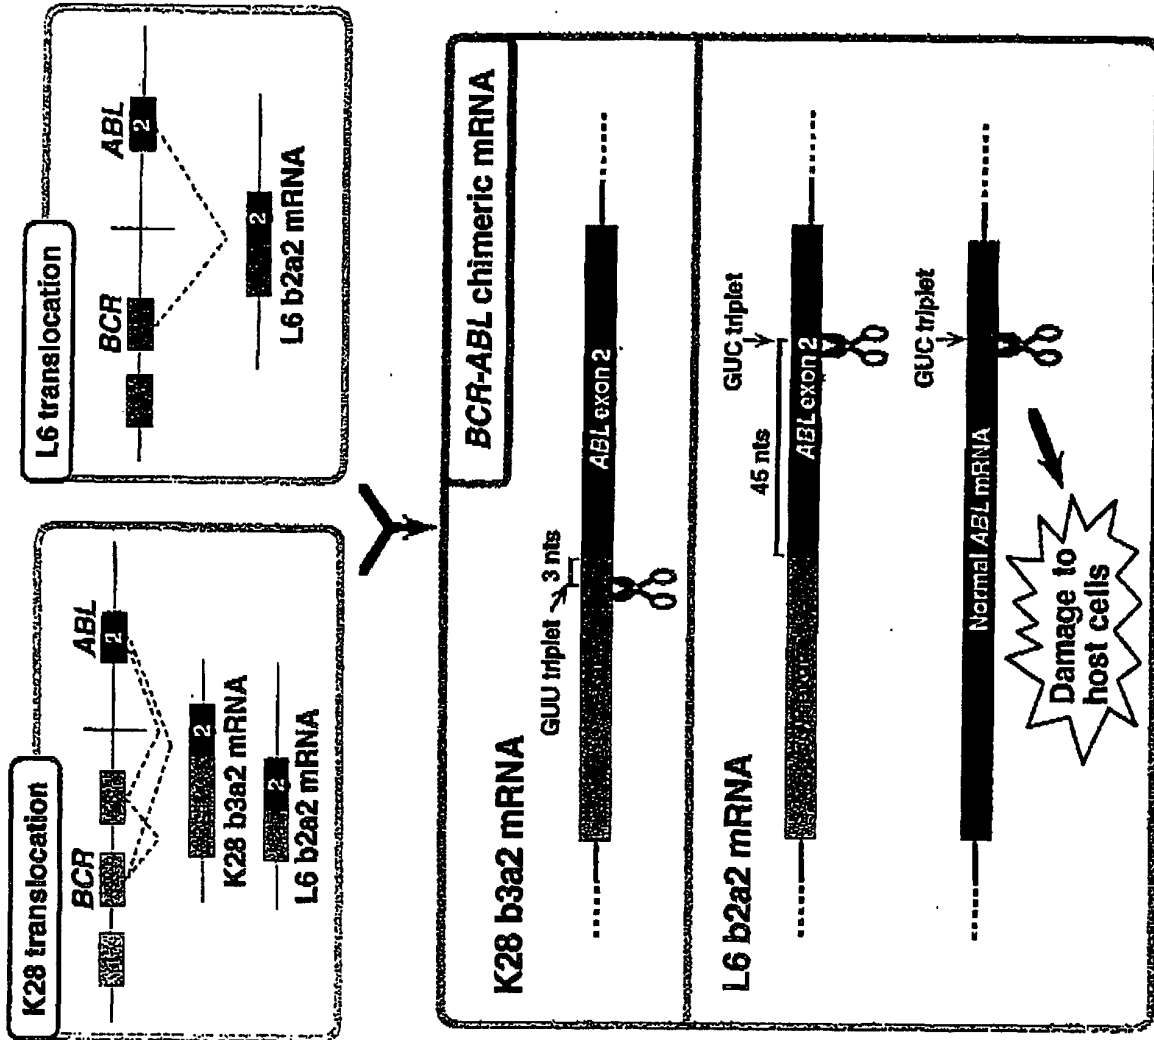 K28 translocation
BCR
ABL
2
2
K28 b3a2 mRNA
2
L6 b2a2 mRNA
L6 translocation
BCR
ABL
2
2
L6 b2a2 mRNA
BCR-ABL chimeric mRNA
K28 b3a2 mRNA
GUU triplet
3 nts
ABL exon 2
L6 b2a2 mRNA
45 nts
GUC triplet
ABL exon 2
GUC triplet
Normal ABL mRNA
Damage to
host cells